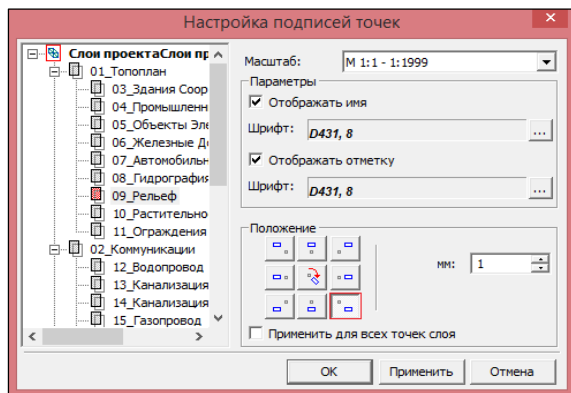 Настройка подписей точек
Слои проектаСлои пр
01_Топоплан
03_Здания Соор
04_Промышленн
05_Объекты Эле
06_Железные До
07_Автомобильн
08_Гидрография
09_Рельеф
10_Растительно
11_Ограждения
02_Коммуникации
12_Водопровод
13_Канализация
14_Канализация
15_Газопровод
Масштаб: М 1:1 - 1:1999
Параметры
Отображать имя
Шрифт: D431, 8 ...
Отображать отметку
Шрифт: D431, 8 ...
Положение
мм: 1
Применить для всех точек слоя
ОК Применить Отмена